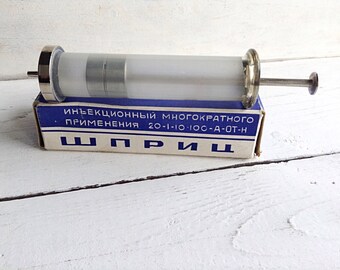 ИНЪЕКЦИОННЫЙ МНОГОКРАТНОГО
ПРИМЕНЕНИЯ 20-1-10·100-А-ОТ-Н
ШПРИЦ